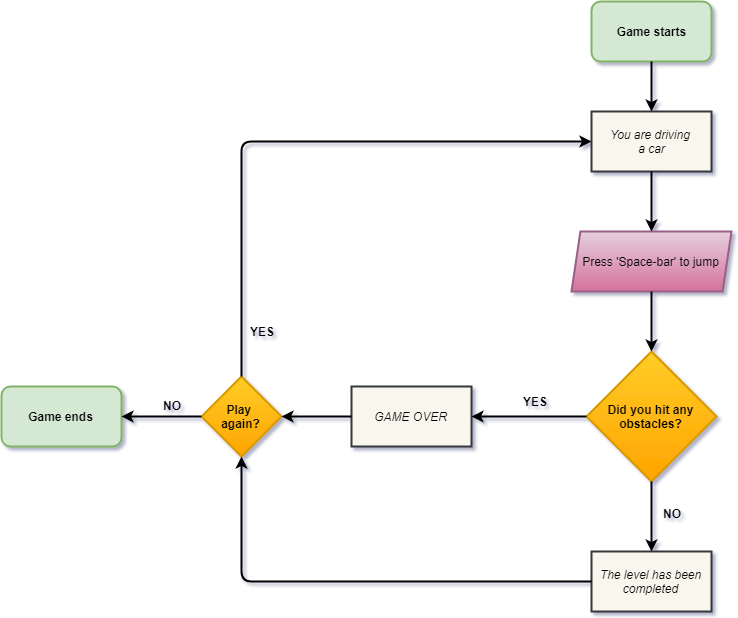 Game starts
You are driving
a car
Press 'Space-bar' to jump
Did you hit any
obstacles?
YES
GAME OVER
Play
again?
YES
NO
Game ends
NO
The level has been
completed